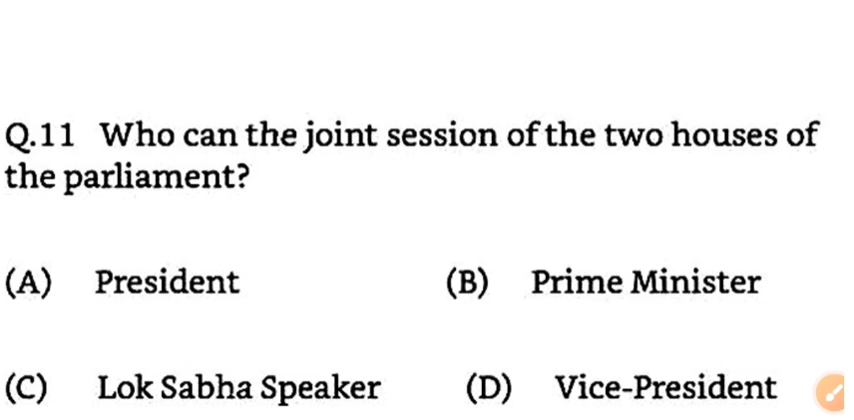 Q.11 Who can the joint session of the two houses of
the parliament?
(A) President (B) Prime Minister
(C) Lok Sabha Speaker (D) Vice-President